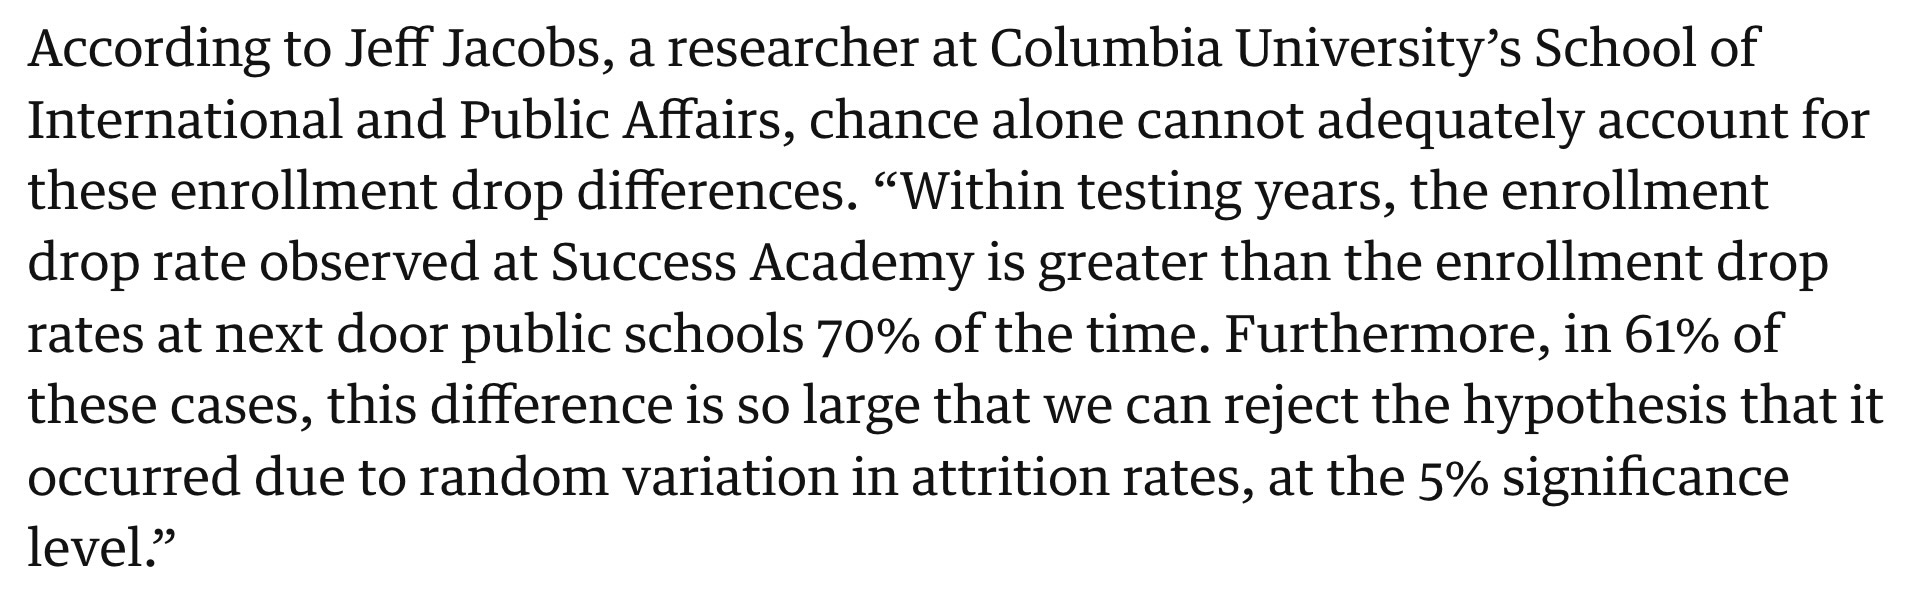 According to Jeff Jacobs, a researcher at Columbia University’s School of
International and Public Affairs, chance alone cannot adequately account for
these enrollment drop differences. “Within testing years, the enrollment
drop rate observed at Success Academy is greater than the enrollment drop
rates at next door public schools 70% of the time. Furthermore, in 61% of
these cases, this difference is so large that we can reject the hypothesis that it
occurred due to random variation in attrition rates, at the 5% significance
level.”